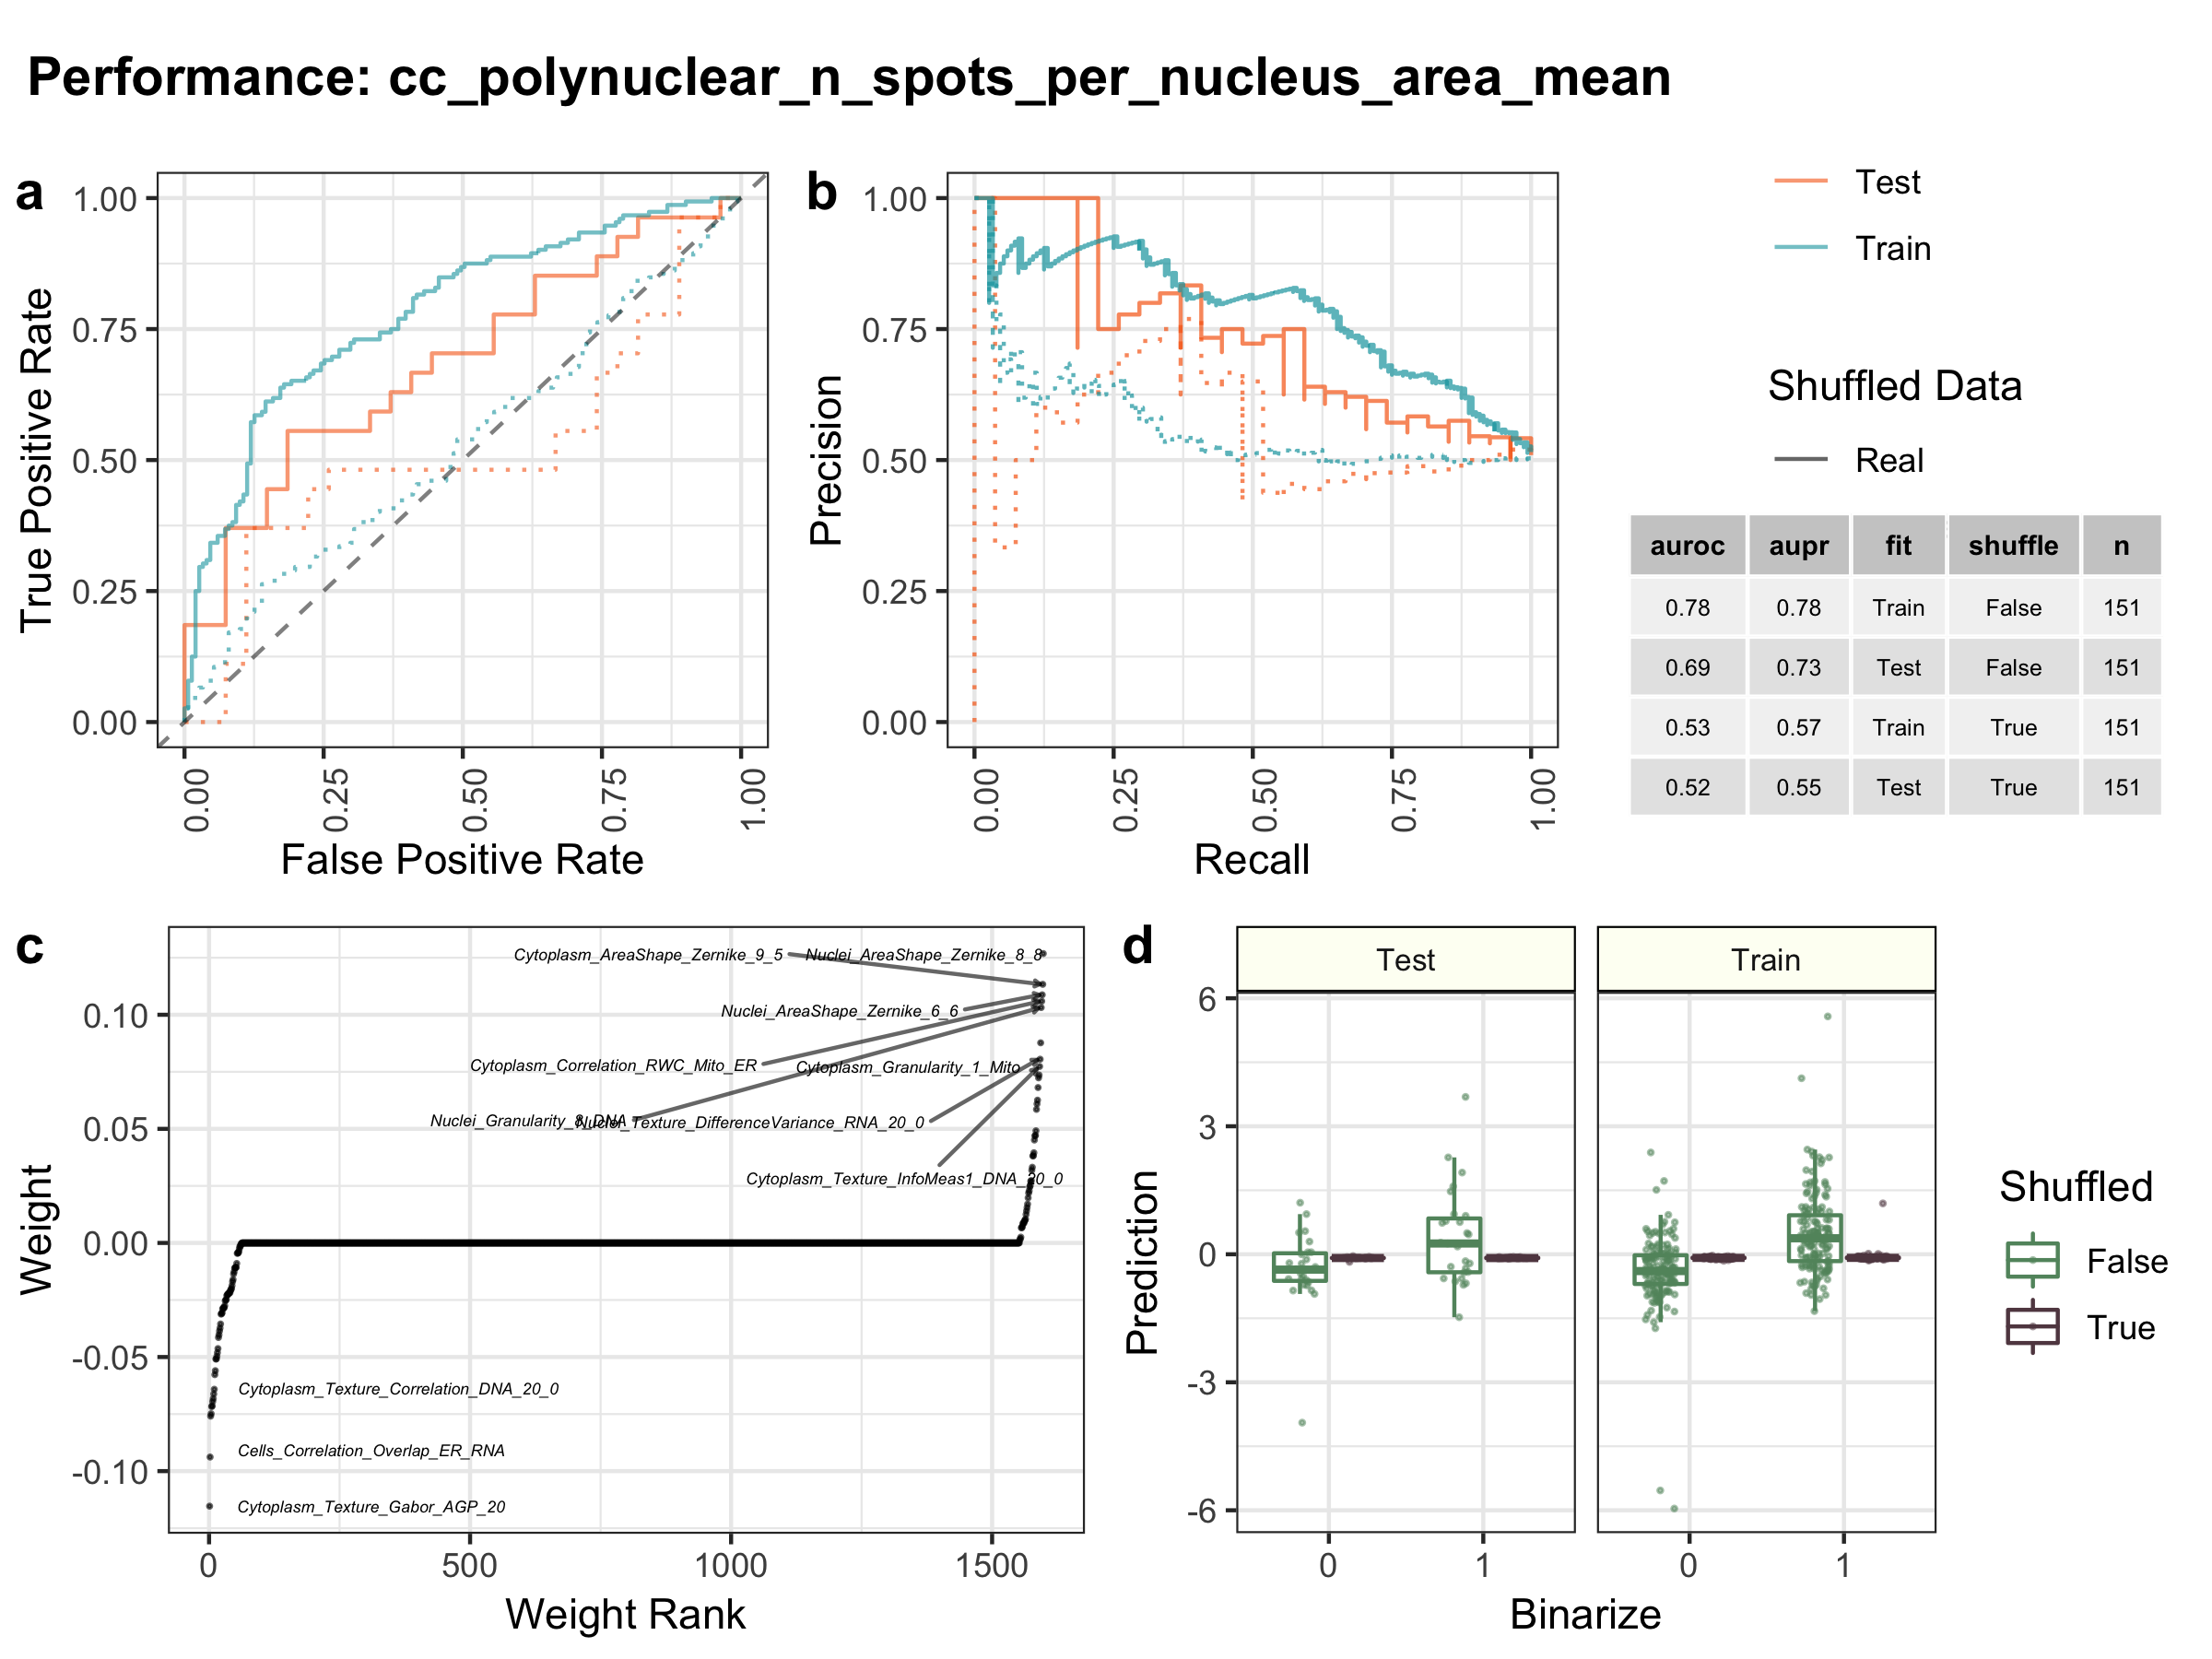 Performance: cc_polynuclear_n_spots_per_nucleus_area_mean
a
1.00
0.75
0.50
0.25
0.00
True Positive Rate
0.00
0.25
0.50
0.75
1.00
False Positive Rate
b
1.00
0.75
0.50
0.25
0.00
Precision
0.00
0.25
0.50
0.75
1.00
Recall
Test
Train
Shuffled Data
Real
auroc aupr fit shuffle n
0.78 0.78 Train False 151
0.69 0.73 Test False 151
0.53 0.57 Train True 151
0.52 0.55 Test True 151
c
0.10
0.05
0.00
-0.05
-0.10
Weight
Cytoplasm_AreaShape_Zernike_9_5
Nuclei_AreaShape_Zernike_8_8
Nuclei_AreaShape_Zernike_6_6
Cytoplasm_Correlation_RWC_Mito_ER
Cytoplasm_Granularity_1_Mito
Nuclei_Granularity_8_DNA
Nuclei_Texture_DifferenceVariance_RNA_20_0
Cytoplasm_Texture_InfoMeas1_DNA_20_0
Cytoplasm_Texture_Correlation_DNA_20_0
Cells_Correlation_Overlap_ER_RNA
Cytoplasm_Texture_Gabor_AGP_20
0
500
1000
1500
Weight Rank
d
Test
Train
6
3
0
-3
-6
Prediction
0
1
0
1
Binarize
Shuffled
False
True